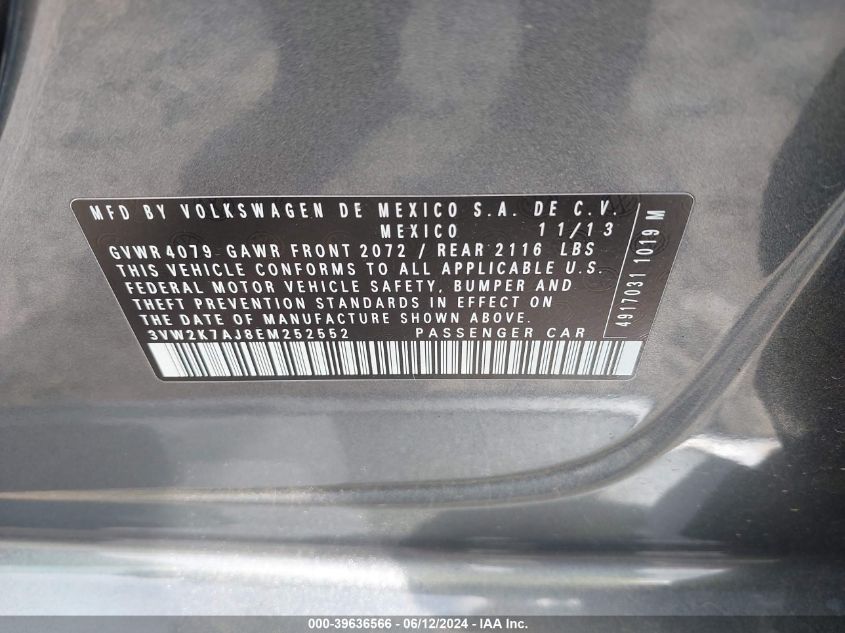 MFD BY VOLKSWAGEN DE MEXICO S.A. DE C.V.
MEXICO 11/13
GVWR 4079 GAWR FRONT 2072 / REAR 2116 LBS
THIS VEHICLE CONFORMS TO ALL APPLICABLE U.S.
FEDERAL MOTOR VEHICLE SAFETY, BUMPER AND
THEFT PREVENTION STANDARDS IN EFFECT ON
THE DATE OF MANUFACTURE SHOWN ABOVE.
3VW2K7AJ8EM252552 PASSENGER CAR
4917031 1019 M
000-39636566 - 06/12/2024 - IAA Inc.